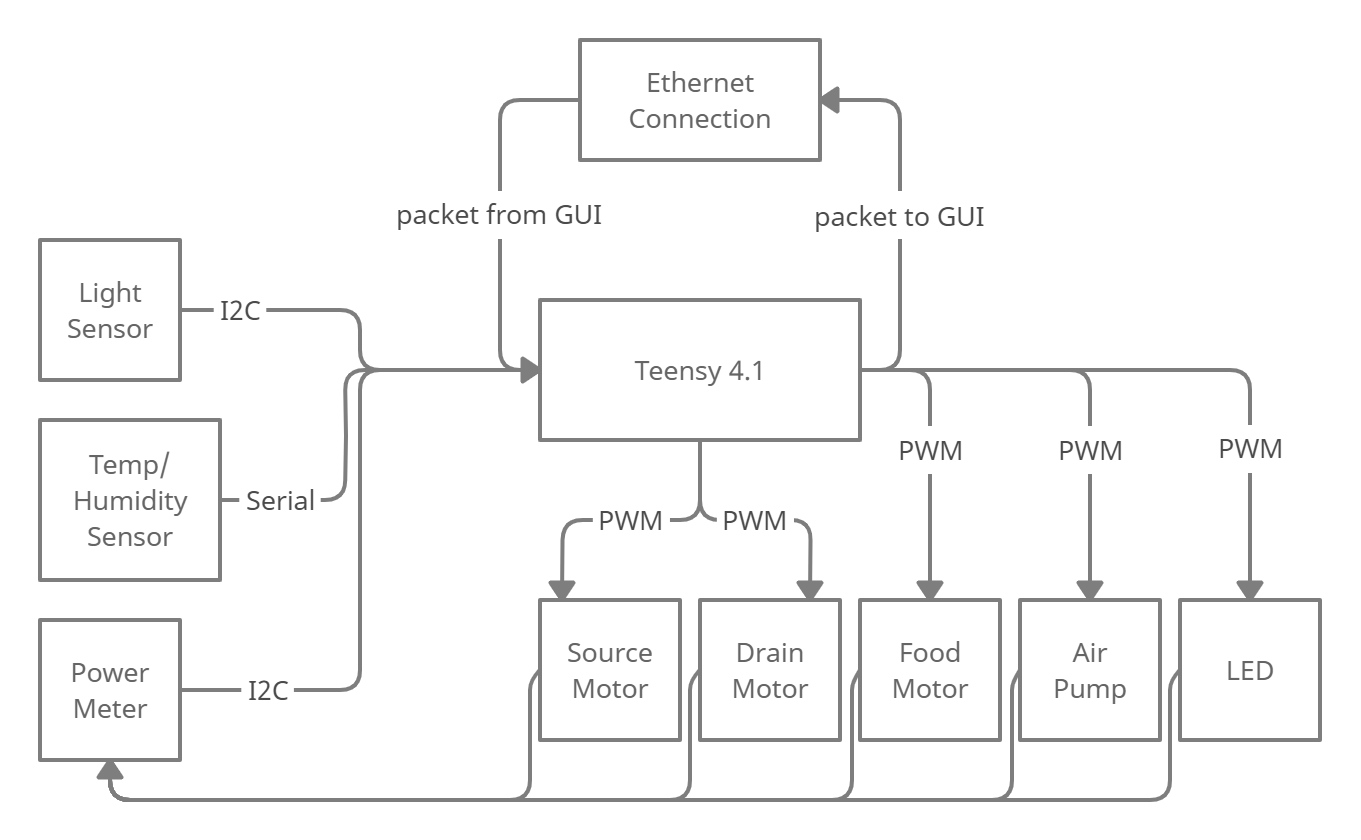 Ethernet
Connection
packet from GUI
packet to GUI
Light
Sensor
I2C
Teensy 4.1
Temp/
Humidity
Sensor
Serial
PWM
PWM
PWM
PWM
PWM
Power
Meter
I2C
Source
Motor
Drain
Motor
Food
Motor
Air
Pump
LED